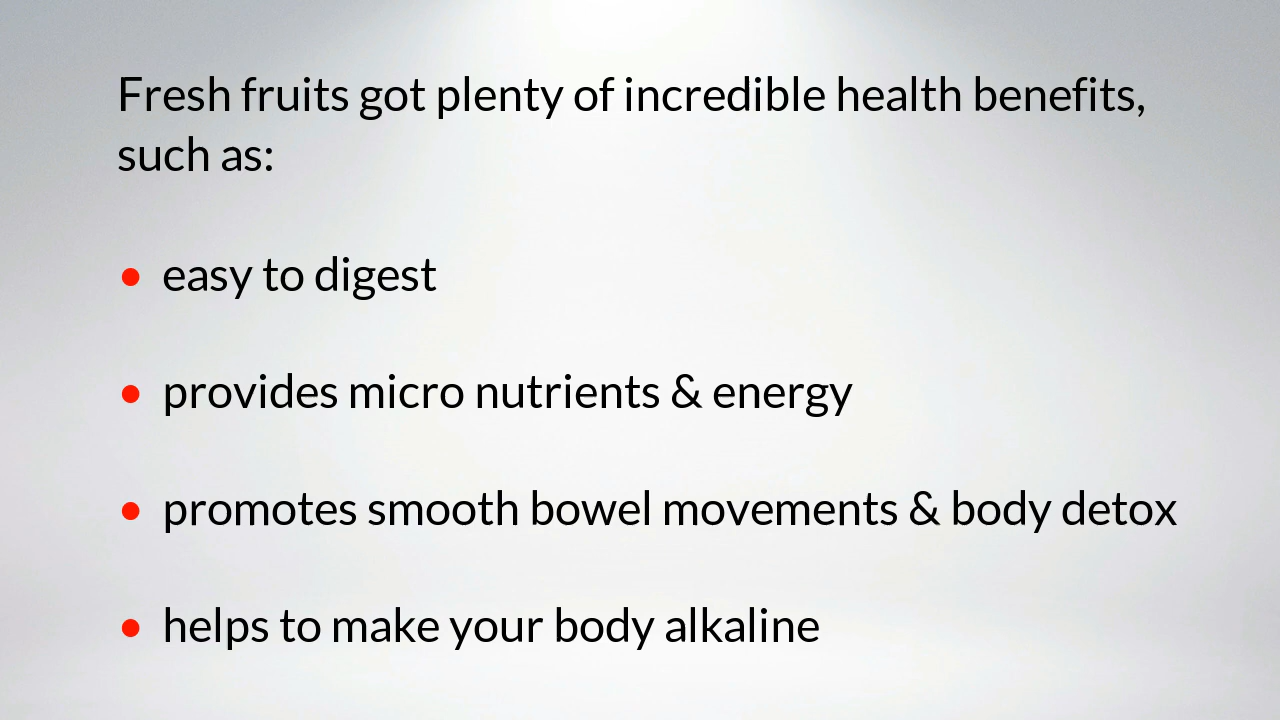 Fresh fruits got plenty of incredible health benefits,
such as:
• easy to digest
• provides micro nutrients & energy
• promotes smooth bowel movements & body detox
• helps to make your body alkaline